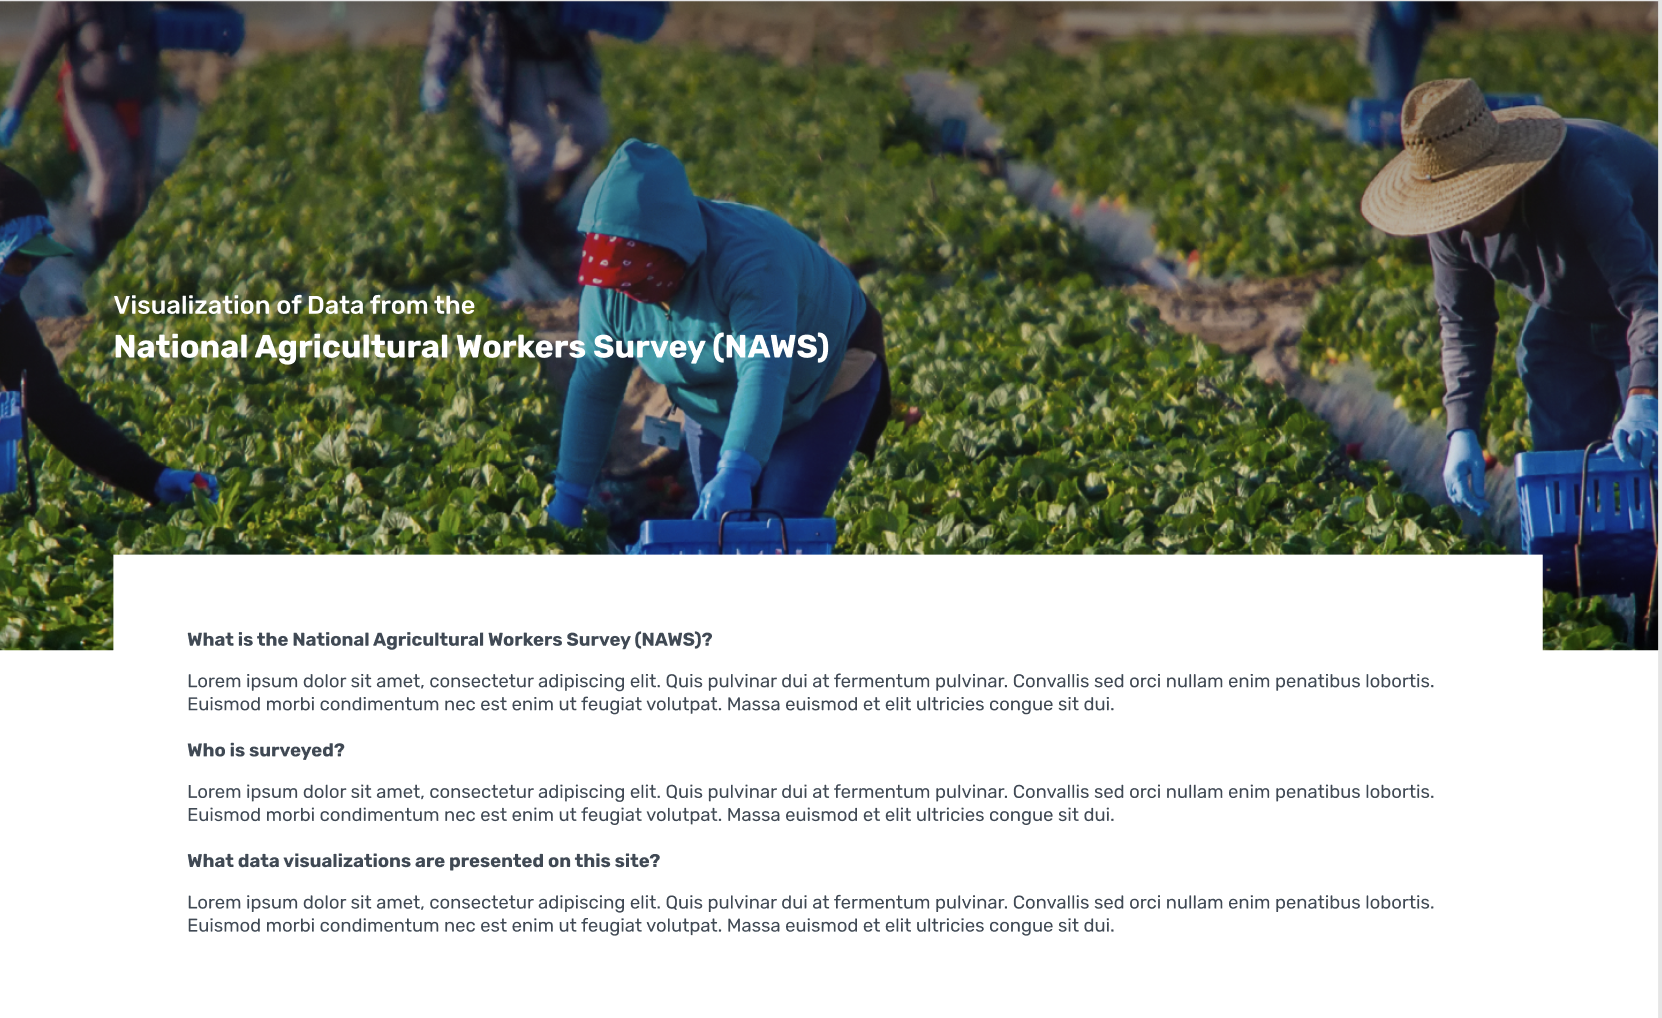 Visualization of Data from the
National Agricultural Workers Survey (NAWS)
What is the National Agricultural Workers Survey (NAWS)?
Lorem ipsum dolor sit amet, consectetur adipiscing elit. Quis pulvinar dui at fermentum pulvinar. Convallis sed orci nullam enim penatibus lobortis.
Euismod morbi condimentum nec est enim ut feugiat volutpat. Massa euismod et elit ultricies congue sit dui.
Who is surveyed?
Lorem ipsum dolor sit amet, consectetur adipiscing elit. Quis pulvinar dui at fermentum pulvinar. Convallis sed orci nullam enim penatibus lobortis.
Euismod morbi condimentum nec est enim ut feugiat volutpat. Massa euismod et elit ultricies congue sit dui.
What data visualizations are presented on this site?
Lorem ipsum dolor sit amet, consectetur adipiscing elit. Quis pulvinar dui at fermentum pulvinar. Convallis sed orci nullam enim penatibus lobortis.
Euismod morbi condimentum nec est enim ut feugiat volutpat. Massa euismod et elit ultricies congue sit dui.